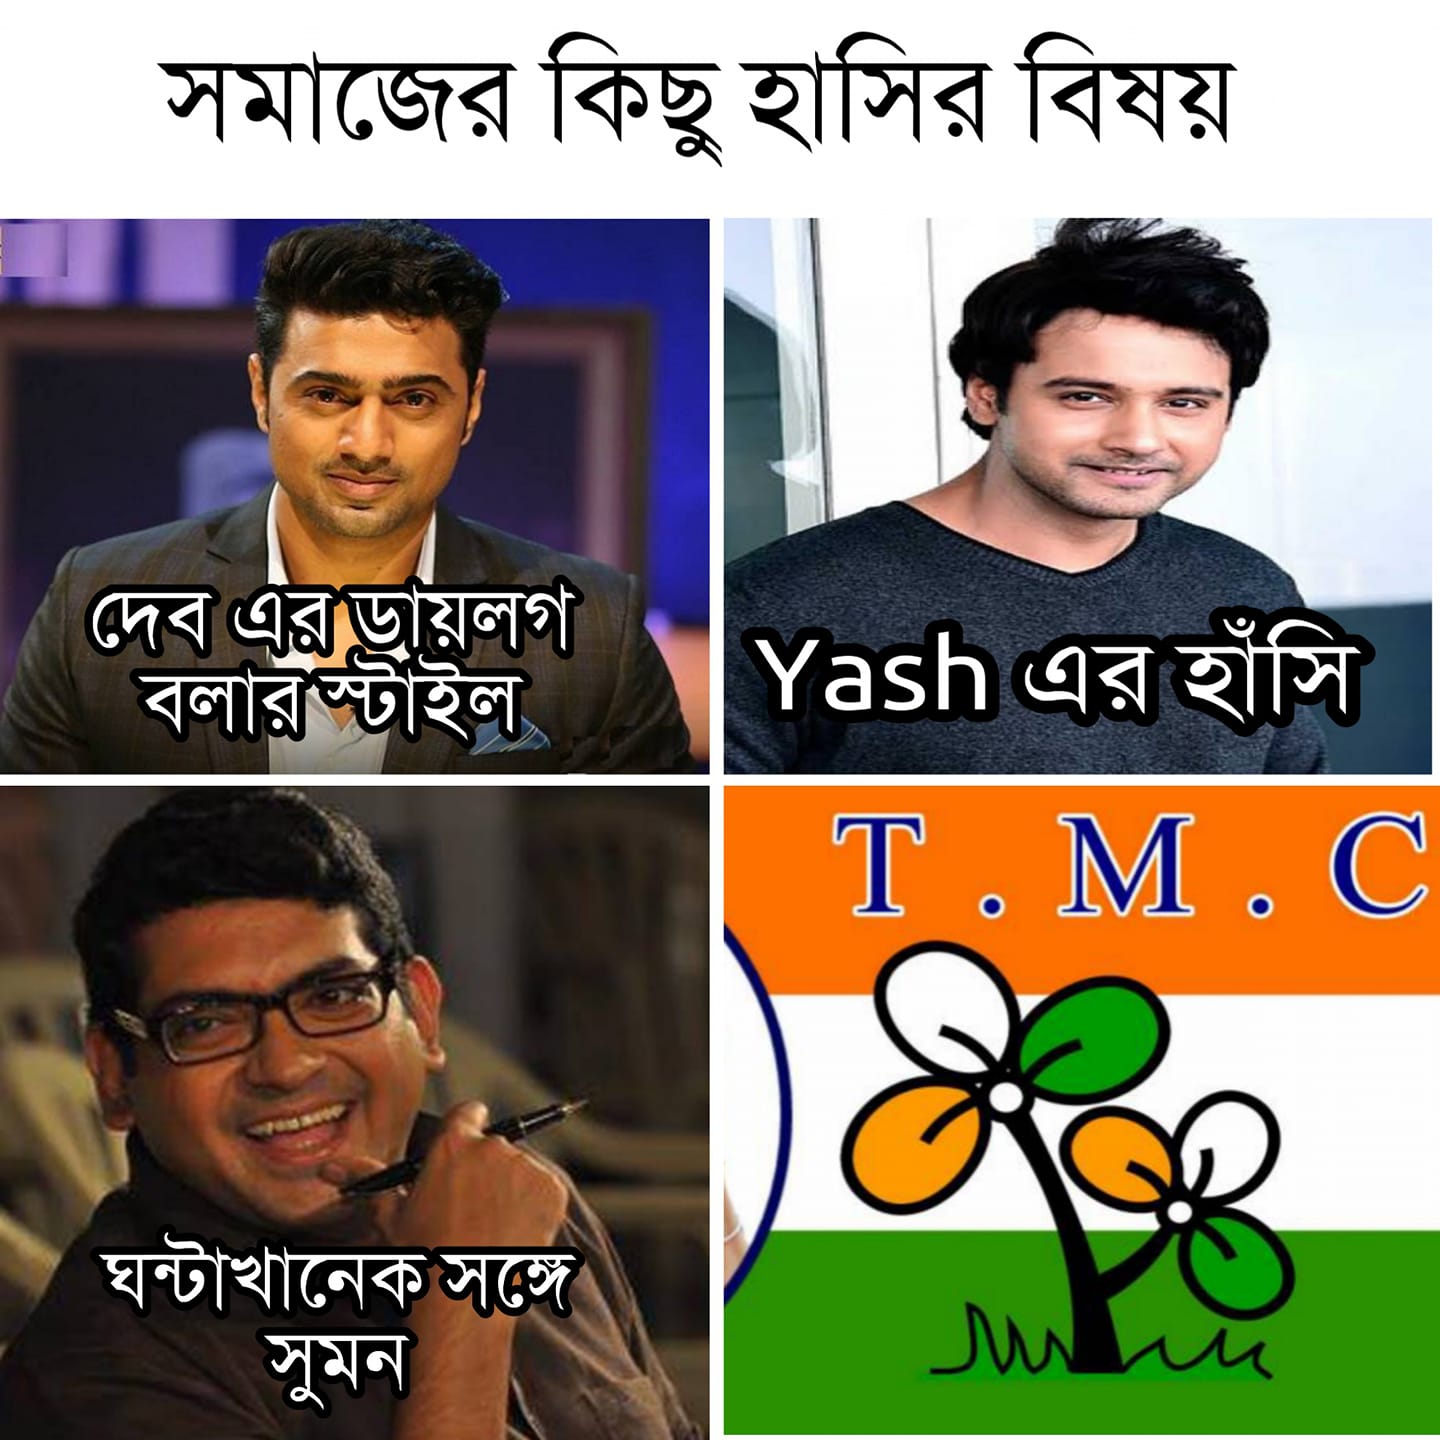 সমাজের কিছু হাসির বিষয়
দেব এর ডায়লগ
বলার স্টাইল
Yash এর হাঁসি
ঘন্টাখানেক সঙ্গে
সুমন
T . M . C